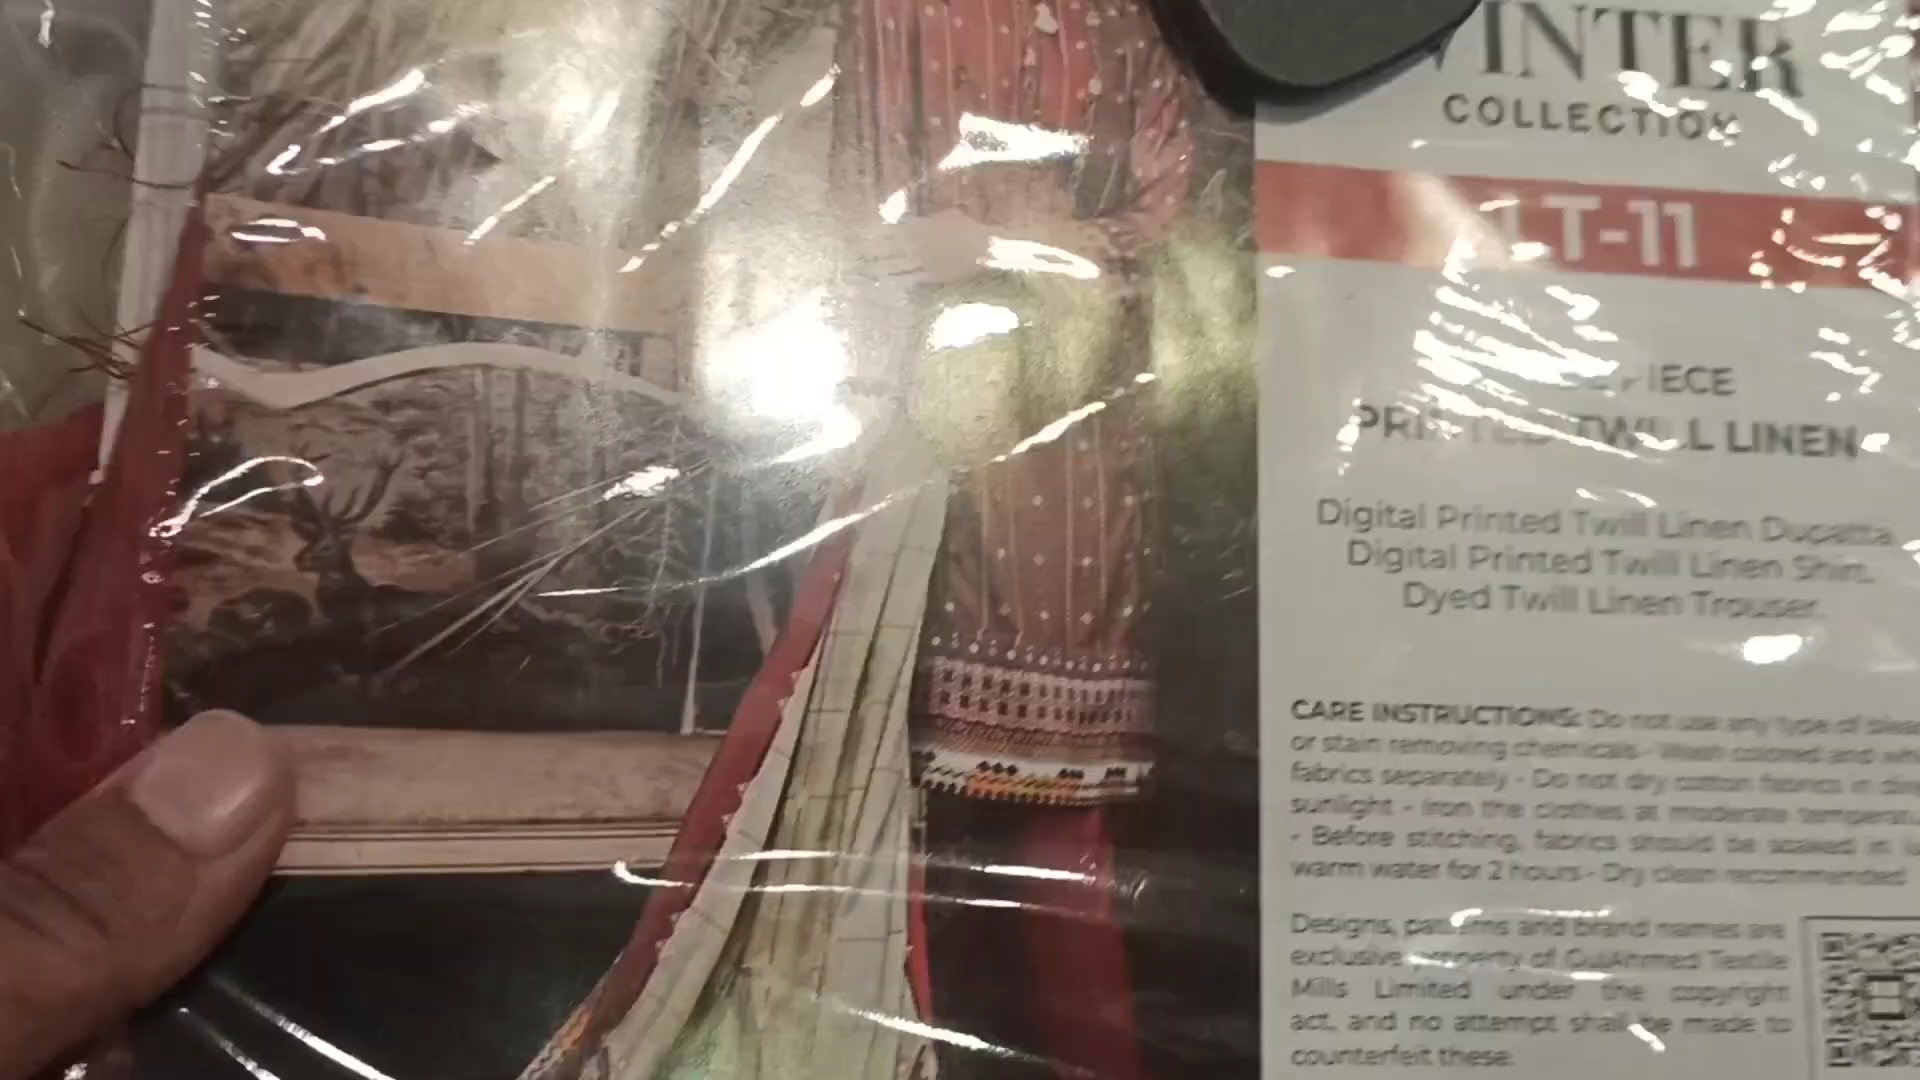 INTER
COLLECTION
LT-11
PIECE
PRINTED TWILL LINEN
Digital Printed Twill Linen Dupatta,
Digital Printed Twill Linen Shirt,
Dyed Twill Linen Trouser.
CARE INSTRUCTIONS: Do not use any type of
or stain removing chemicals - Wash colored and
fabrics separately - Do not dry cotton fabrics in
sunlight - Iron the clothes at moderate
- Before stitching, fabrics should be soaked in
warm water for 2 hours - Dry clean recommended
Designs, patterns and brand names are
exclusive property of GulAhmed Textile
Mills Limited under the copyright
act, and no attempt shall be made to
counterfeit these.